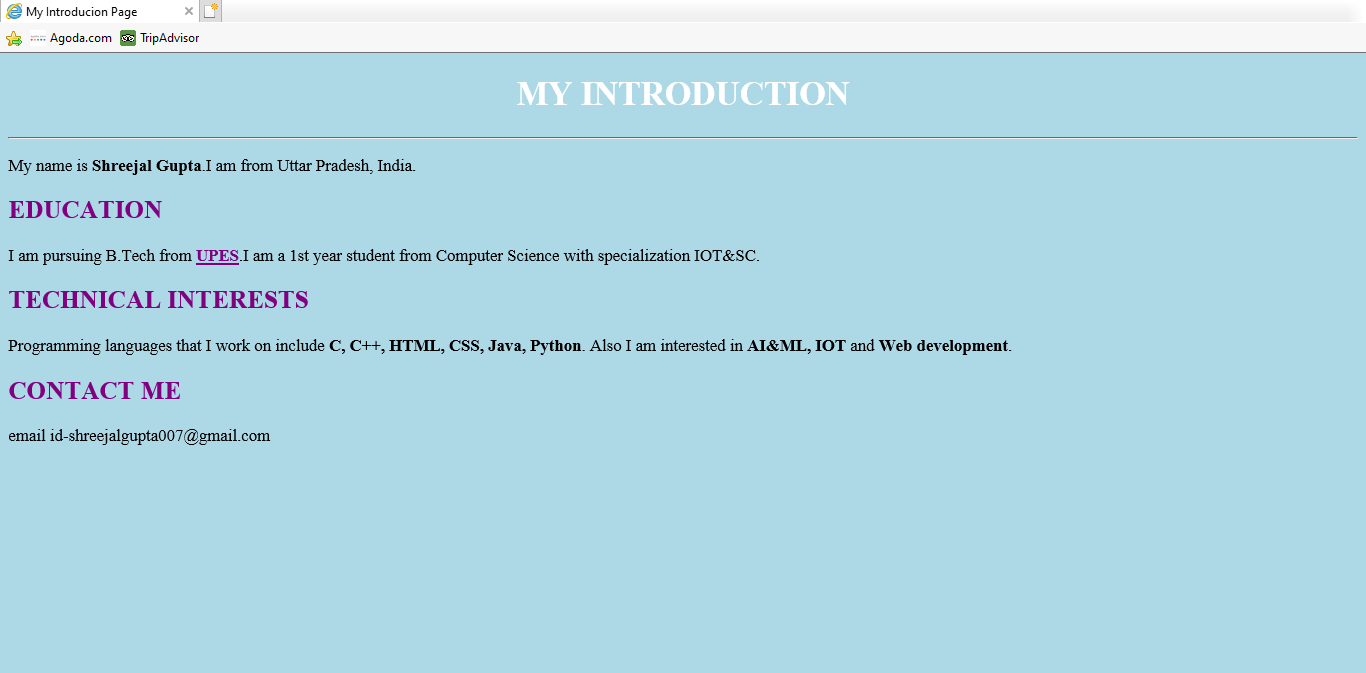 My Introducion Page
Agoda.com TripAdvisor
MY INTRODUCTION
My name is Shreejal Gupta.I am from Uttar Pradesh, India.
EDUCATION
I am pursuing B.Tech from UPES.I am a 1st year student from Computer Science with specialization IOT&SC.
TECHNICAL INTERESTS
Programming languages that I work on include C, C++, HTML, CSS, Java, Python. Also I am interested in AI&ML, IOT and Web development.
CONTACT ME
email id-shreejalgupta007@gmail.com